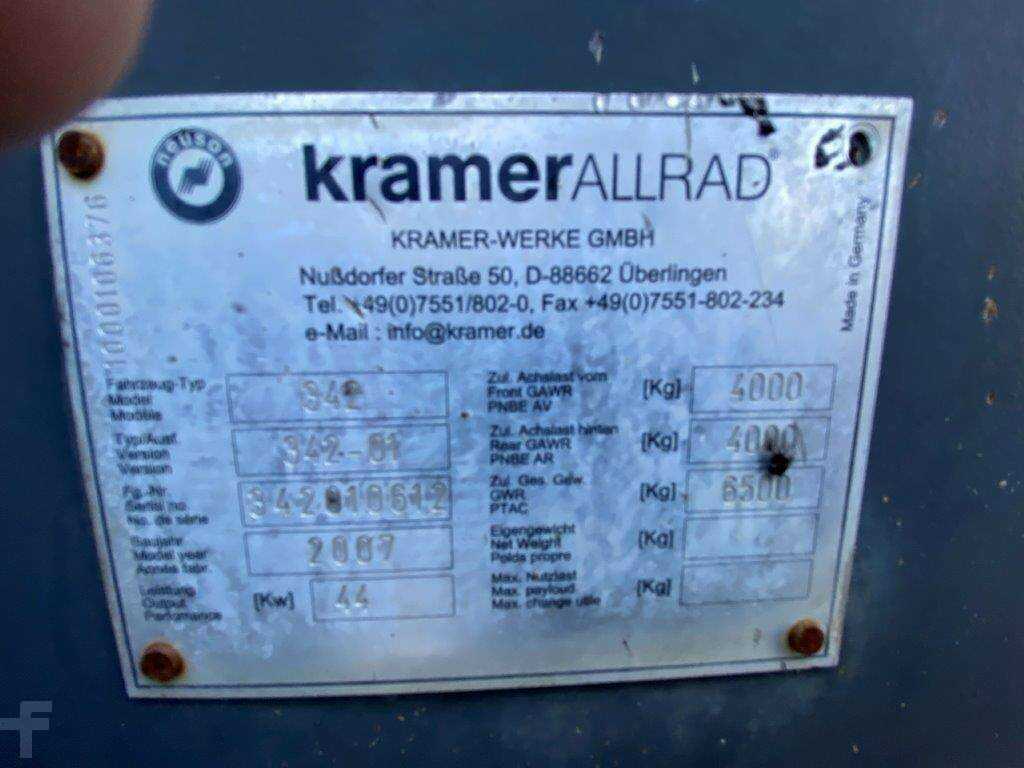 neuson
kramerALLRAD®
KRAMER-WERKE GMBH
Nußdorfer Straße 50, D-88662 Überlingen
Tel. +49(0)7551/802-0, Fax +49(0)7551-802-234
e-Mail : info@kramer.de
Made in Germany
1000106376
Fahrzeug-Typ
Model
Modèle
342
Typ/Ausf.
Version
Version
342-01
Fg.-Nr.
Serial no.
No. de série
342010612
Baujahr
Model year
Année fabr.
2007
Leistung
Output
Performance
[Kw]
44
Zul. Achslast vorn
Front GAWR
PNBE AV
[Kg]
4000
Zul. Achslast hinten
Rear GAWR
PNBE AR
[Kg]
4000
Zul. Ges. Gew.
GWR
PTAC
[Kg]
6500
Eigengewicht
Net Weight
Poids propre
[Kg]
Max. Nutzlast
Max. payload
Max. charge utile
[Kg]
F